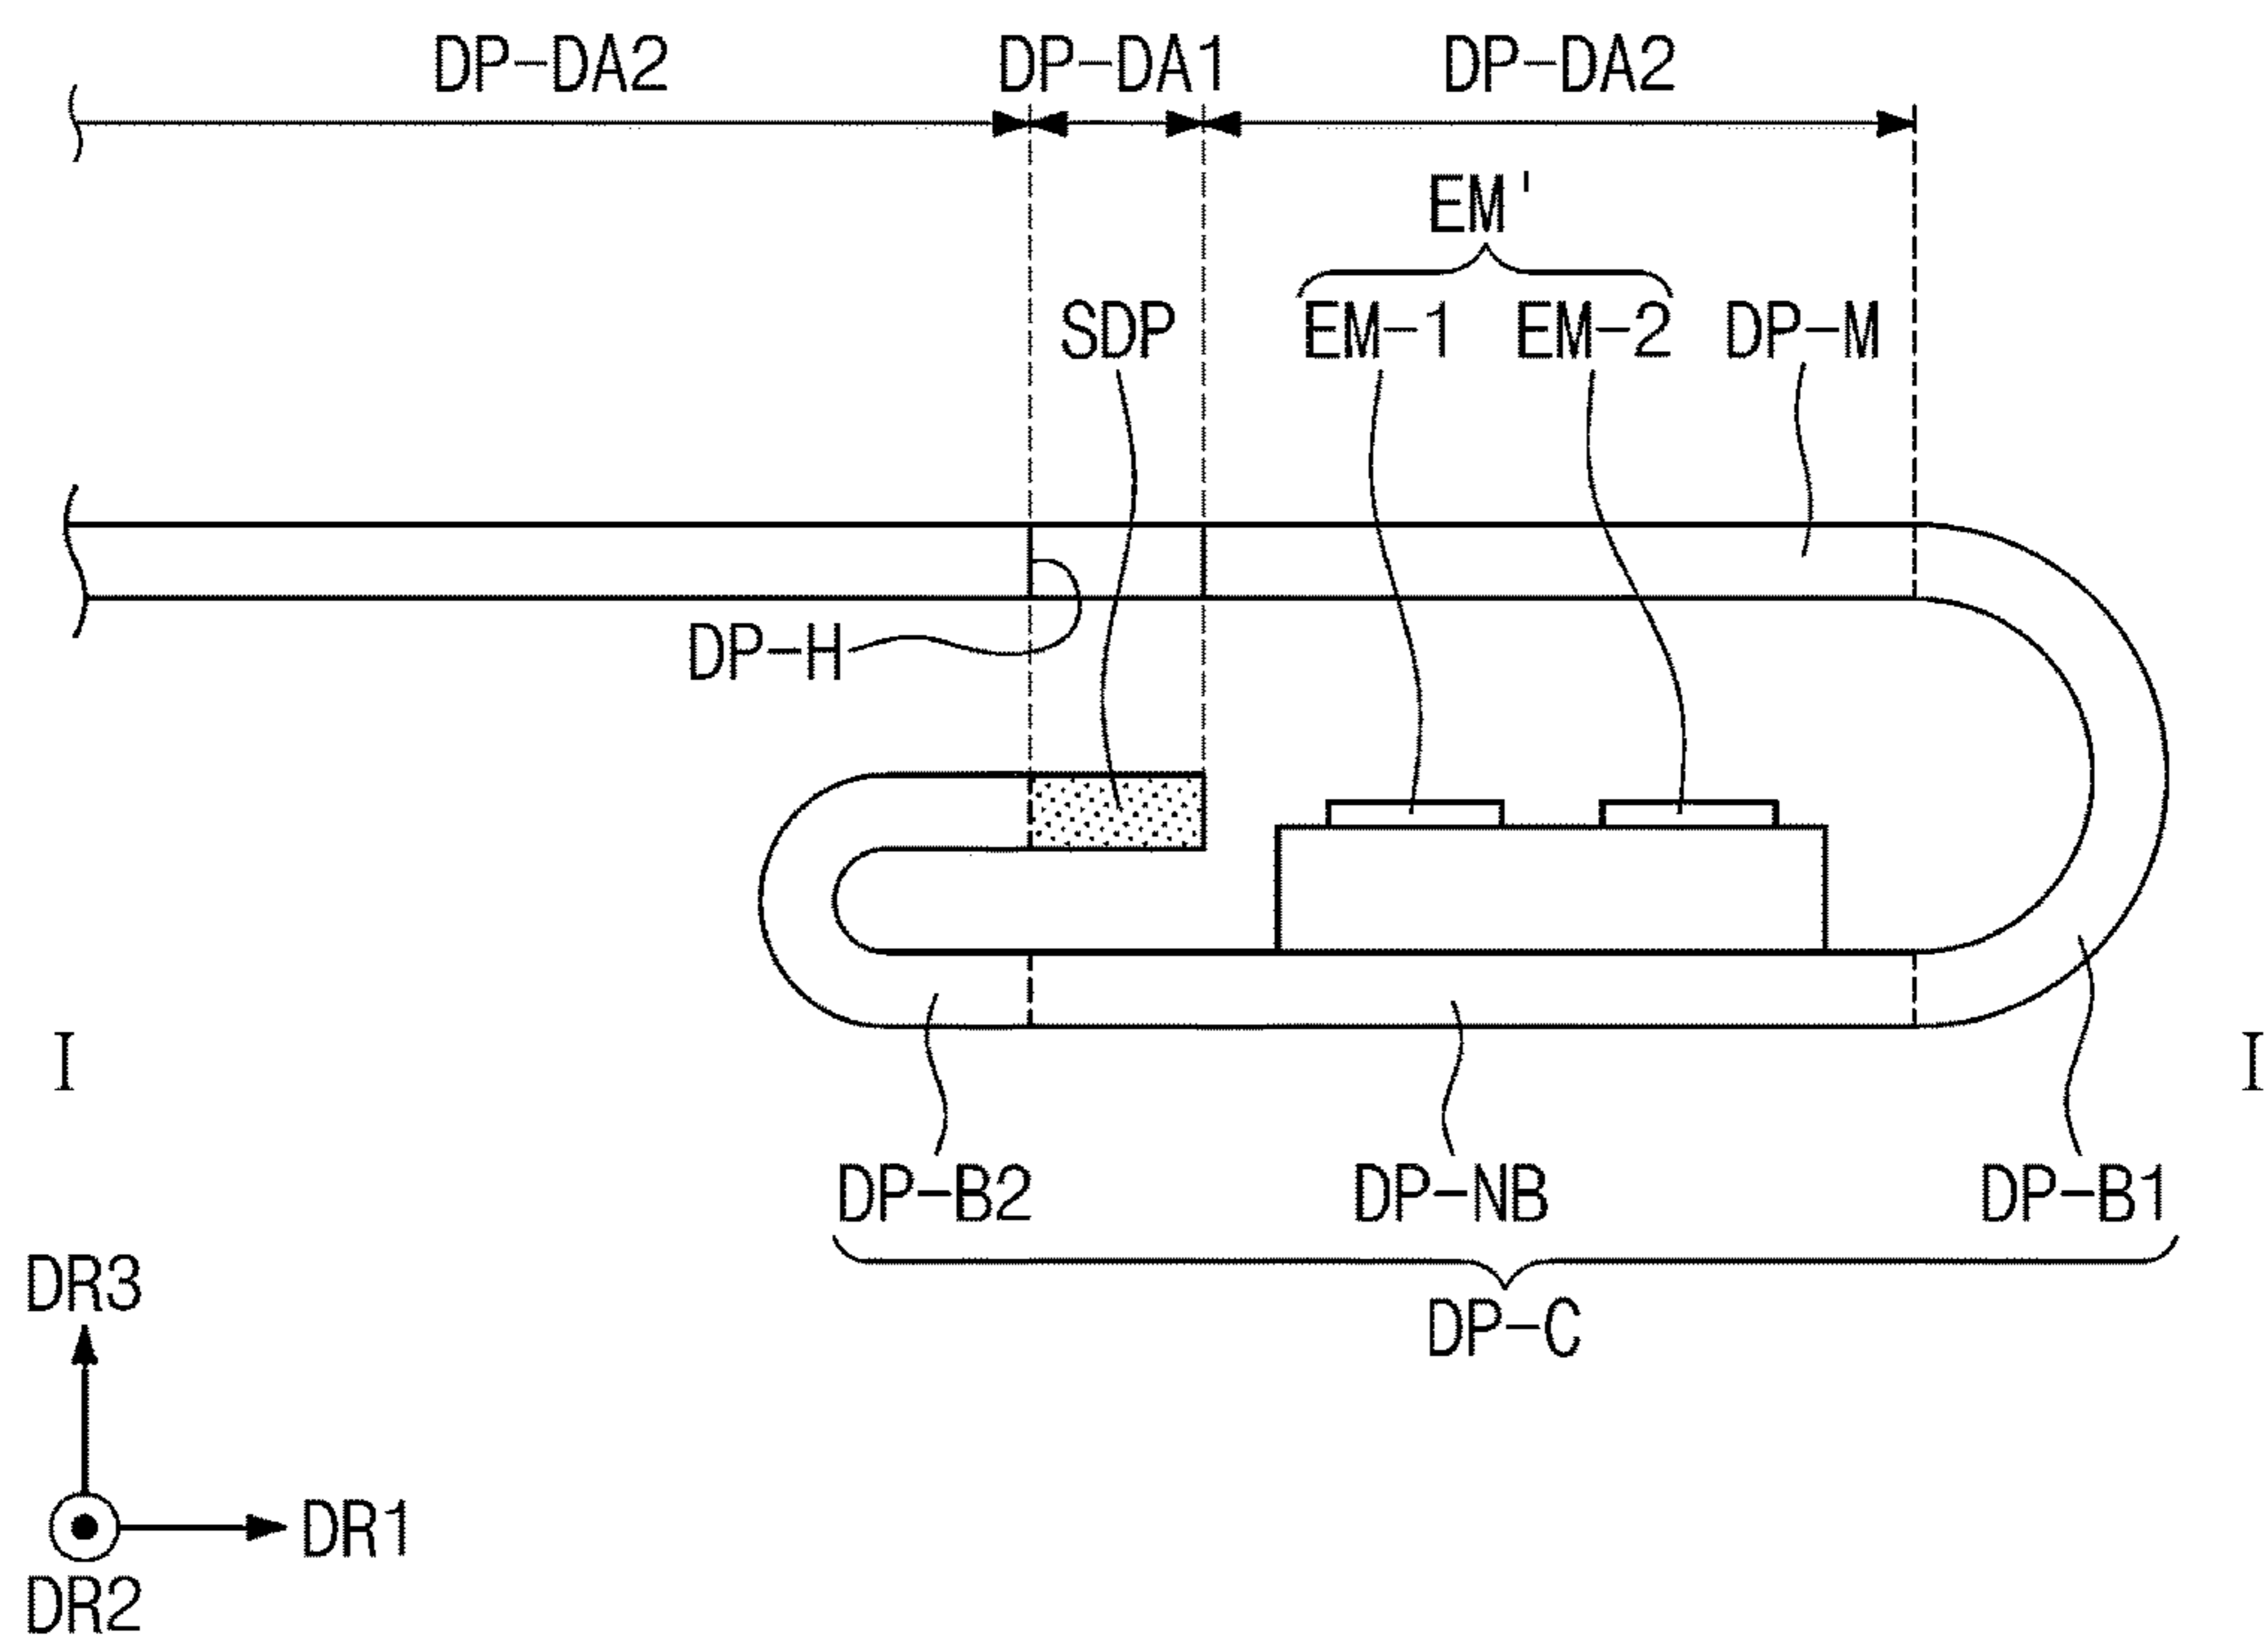 DP-DA2 DP-DA1 DP-DA2
EM'
SDP EM-1 EM-2 DP-M
DP-H
I I
DP-B2 DP-NB DP-B1
DP-C
DR3
DR1
DR2